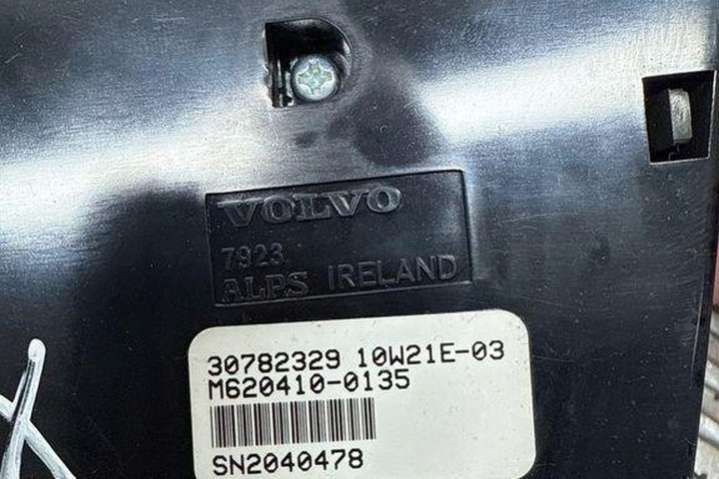 VOLVO
7923
ALPS IRELAND
30782329 10W21E-03
M620410-0135
SN2040478